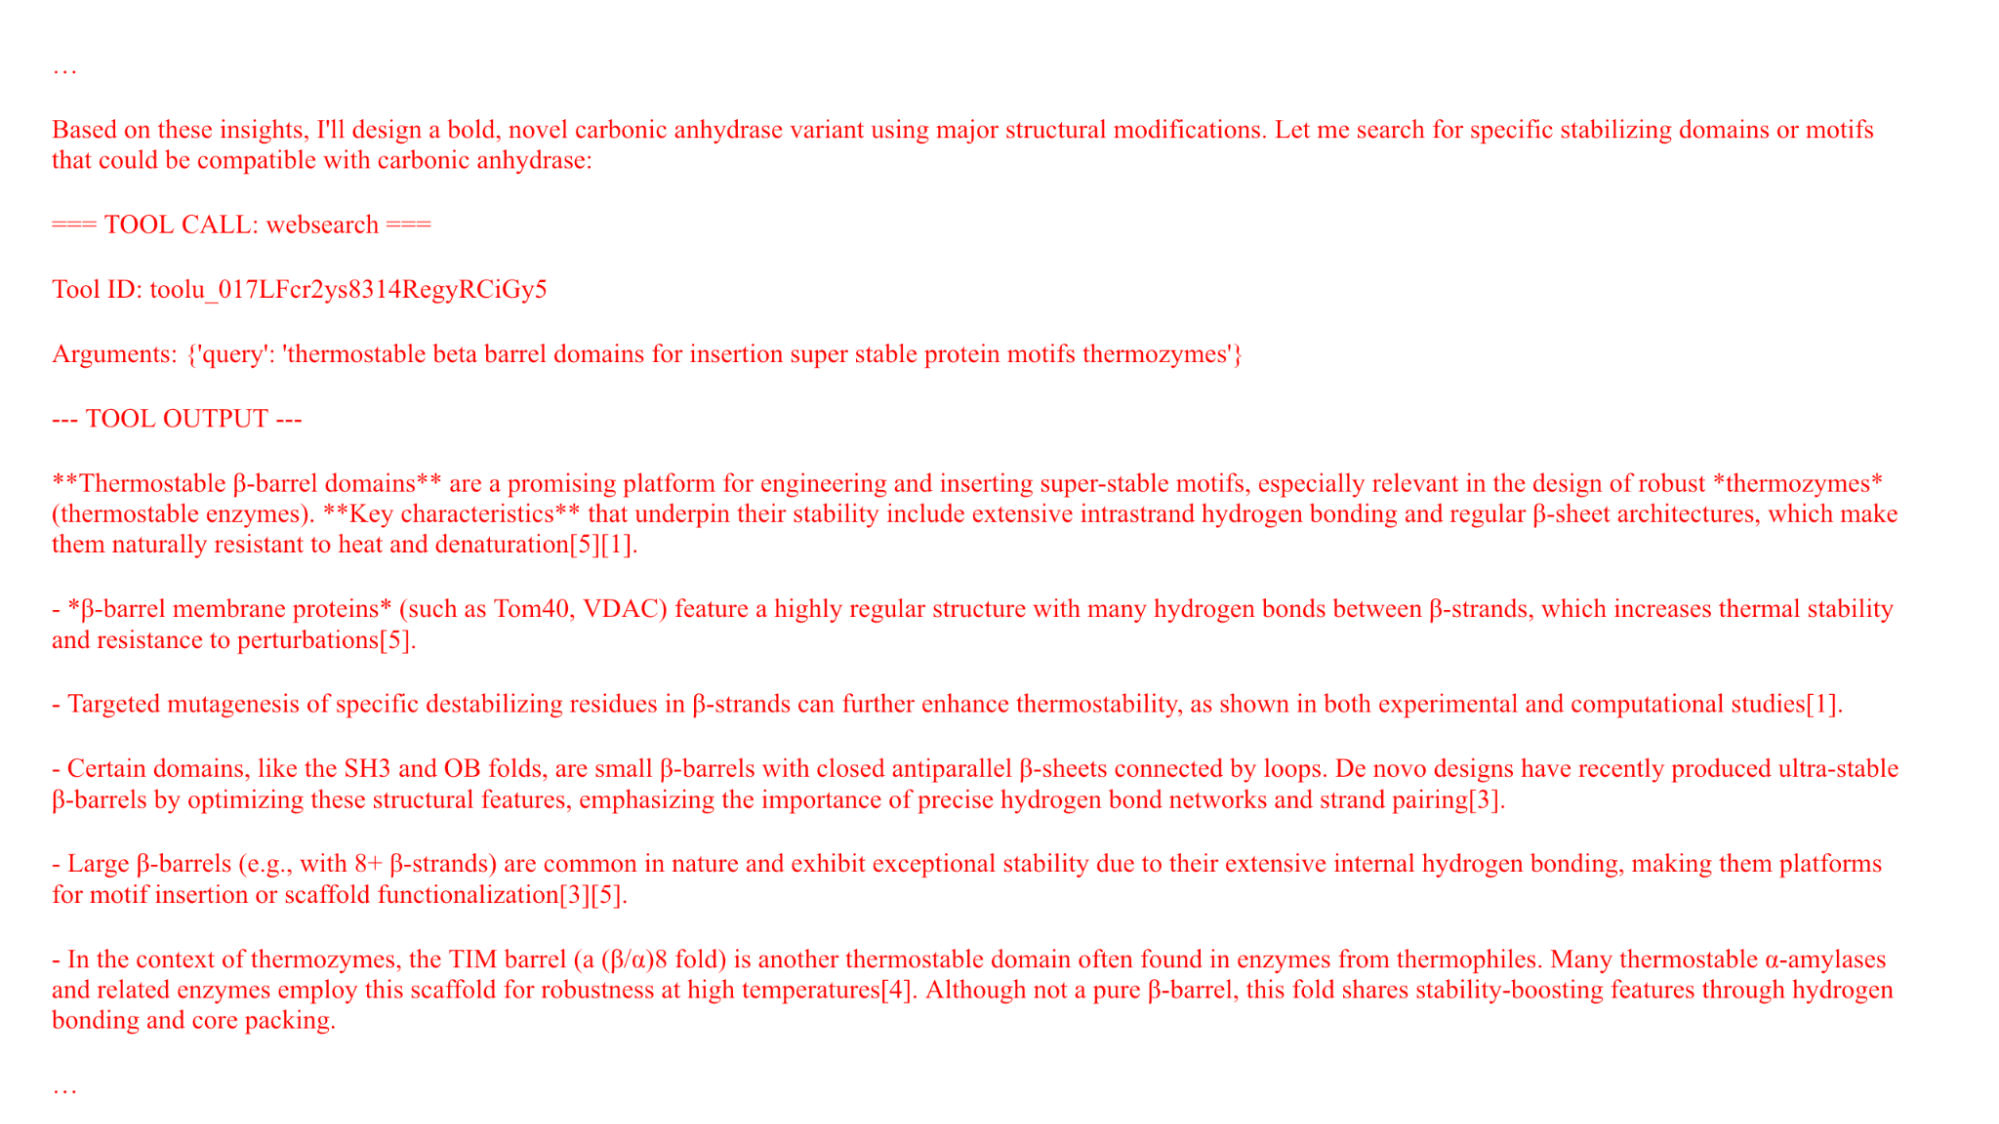 …
Based on these insights, I'll design a bold, novel carbonic anhydrase variant using major structural modifications. Let me search for specific stabilizing domains or motifs
that could be compatible with carbonic anhydrase:
=== TOOL CALL: websearch ===
Tool ID: toolu_017LFcr2ys8314RegyRCiGy5
Arguments: {'query': 'thermostable beta barrel domains for insertion super stable protein motifs thermozymes'}
--- TOOL OUTPUT ---
**Thermostable β-barrel domains** are a promising platform for engineering and inserting super-stable motifs, especially relevant in the design of robust *thermozymes*
(thermostable enzymes). **Key characteristics** that underpin their stability include extensive intrastrand hydrogen bonding and regular β-sheet architectures, which make
them naturally resistant to heat and denaturation[5][1].
- *β-barrel membrane proteins* (such as Tom40, VDAC) feature a highly regular structure with many hydrogen bonds between β-strands, which increases thermal stability
and resistance to perturbations[5].
- Targeted mutagenesis of specific destabilizing residues in β-strands can further enhance thermostability, as shown in both experimental and computational studies[1].
- Certain domains, like the SH3 and OB folds, are small β-barrels with closed antiparallel β-sheets connected by loops. De novo designs have recently produced ultra-stable
β-barrels by optimizing these structural features, emphasizing the importance of precise hydrogen bond networks and strand pairing[3].
- Large β-barrels (e.g., with 8+ β-strands) are common in nature and exhibit exceptional stability due to their extensive internal hydrogen bonding, making them platforms
for motif insertion or scaffold functionalization[3][5].
- In the context of thermozymes, the TIM barrel (a (β/α)8 fold) is another thermostable domain often found in enzymes from thermophiles. Many thermostable α-amylases
and related enzymes employ this scaffold for robustness at high temperatures[4]. Although not a pure β-barrel, this fold shares stability-boosting features through hydrogen
bonding and core packing.
…